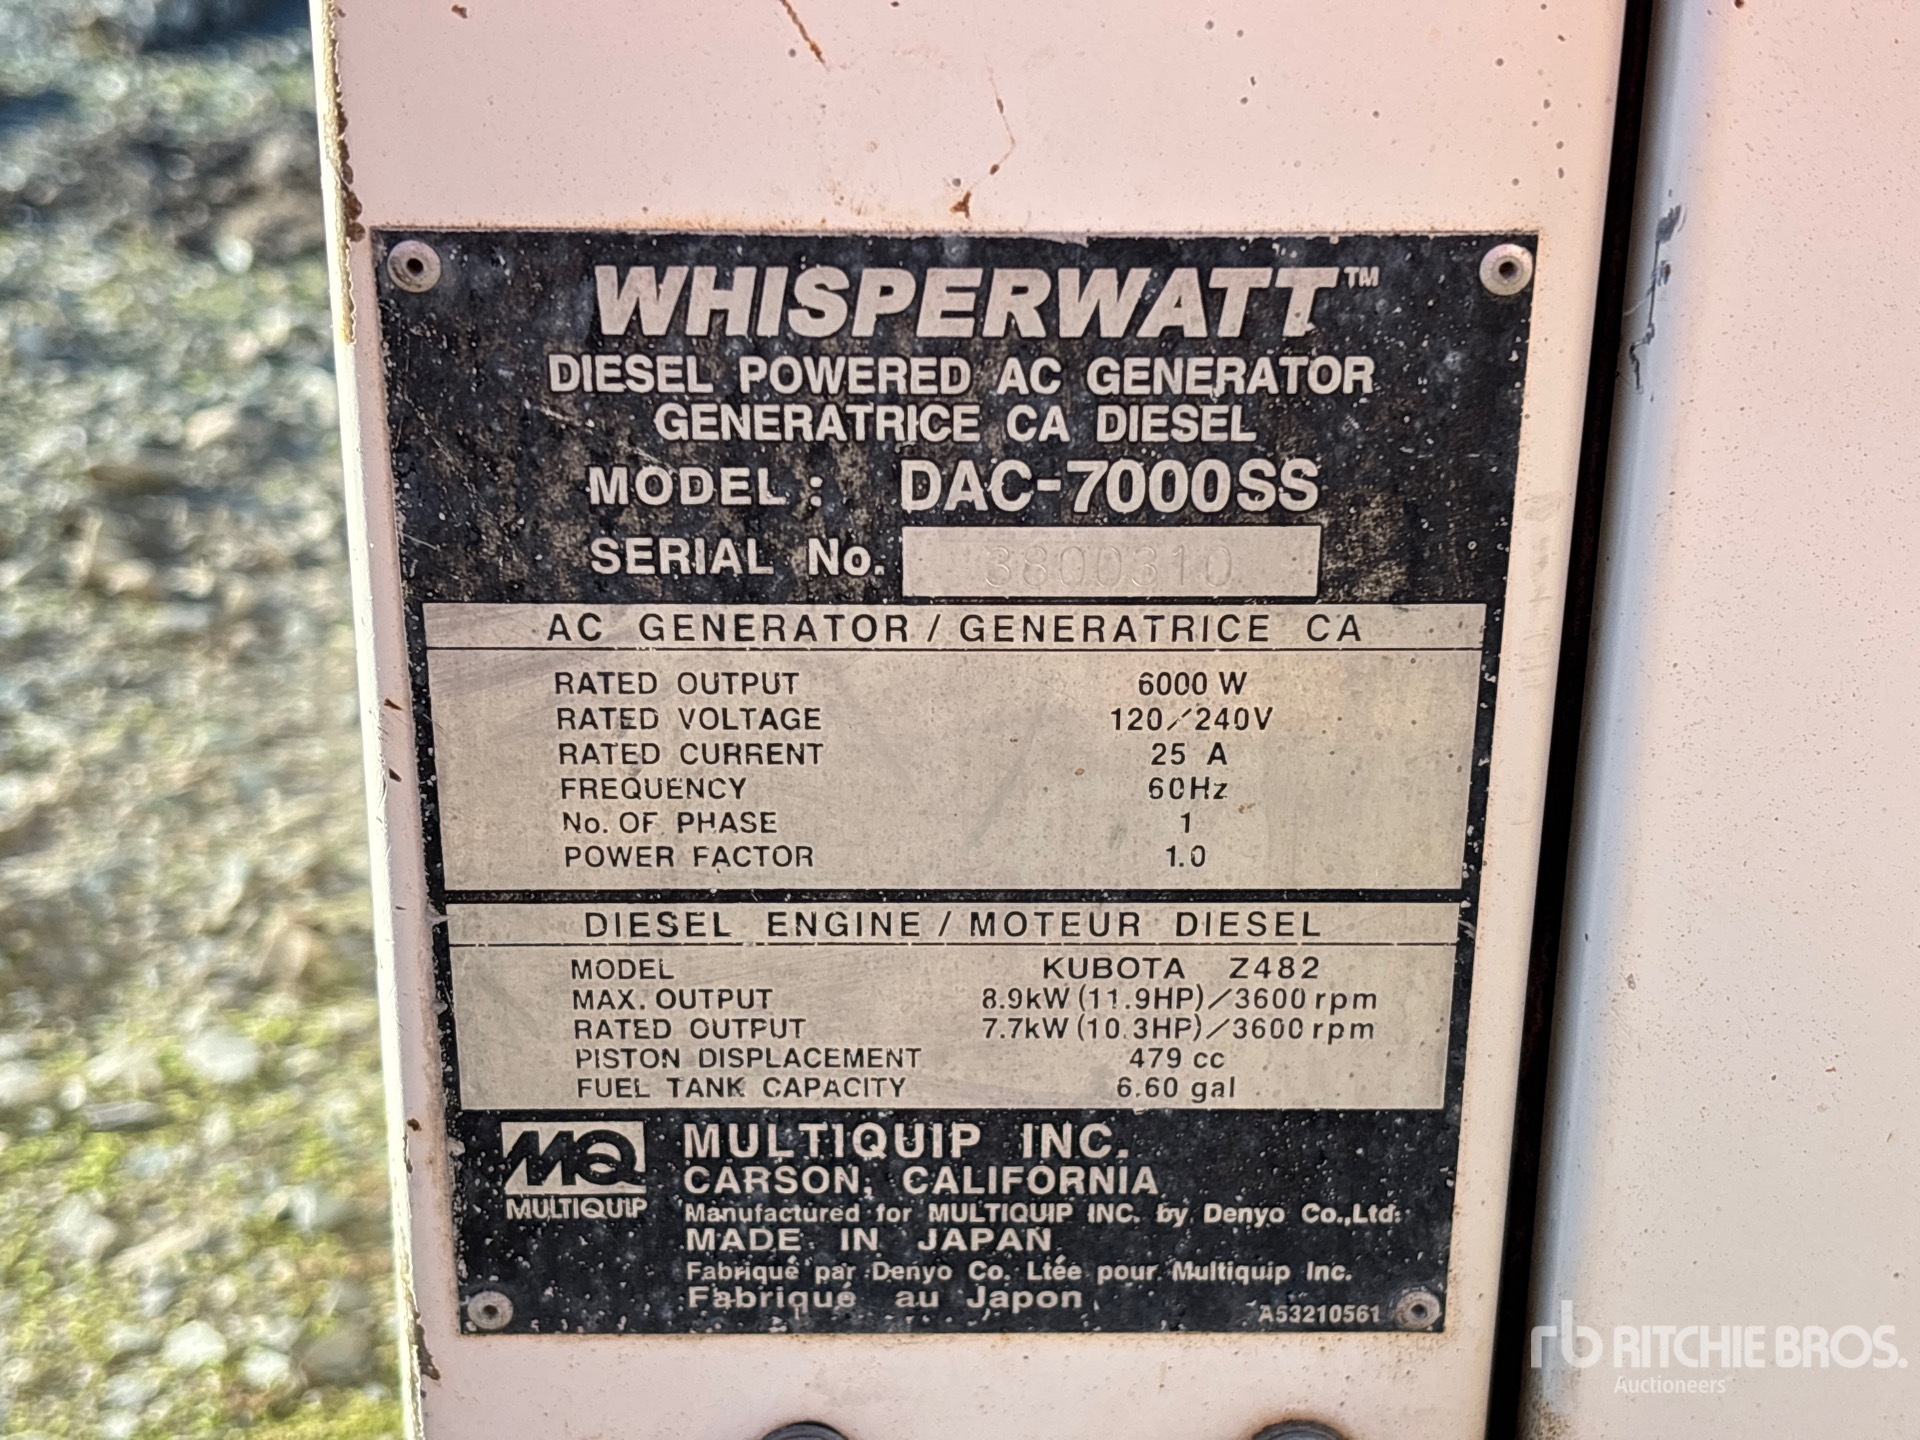 WHISPERWATT™
DIESEL POWERED AC GENERATOR
GENERATRICE CA DIESEL
MODEL: DAC-7000SS
SERIAL No. 3800310
AC GENERATOR / GENERATRICE CA
RATED OUTPUT 6000 W
RATED VOLTAGE 120/240V
RATED CURRENT 25 A
FREQUENCY 60Hz
No. OF PHASE 1
POWER FACTOR 1.0
DIESEL ENGINE / MOTEUR DIESEL
MODEL KUBOTA Z482
MAX. OUTPUT 8.9kW (11.9HP)/3600 rpm
RATED OUTPUT 7.7kW (10.3HP)/3600 rpm
PISTON DISPLACEMENT 479 cc
FUEL TANK CAPACITY 6.60 gal
MQ
MULTIQUIP
MULTIQUIP INC.
CARSON, CALIFORNIA
Manufactured for MULTIQUIP INC. by Denyo Co.,Ltd.
MADE IN JAPAN
Fabriqué par Denyo Co. Ltée pour Multiquip Inc.
Fabriqué au Japon
A53210561
rb RITCHIE BROS.
Auctioneers